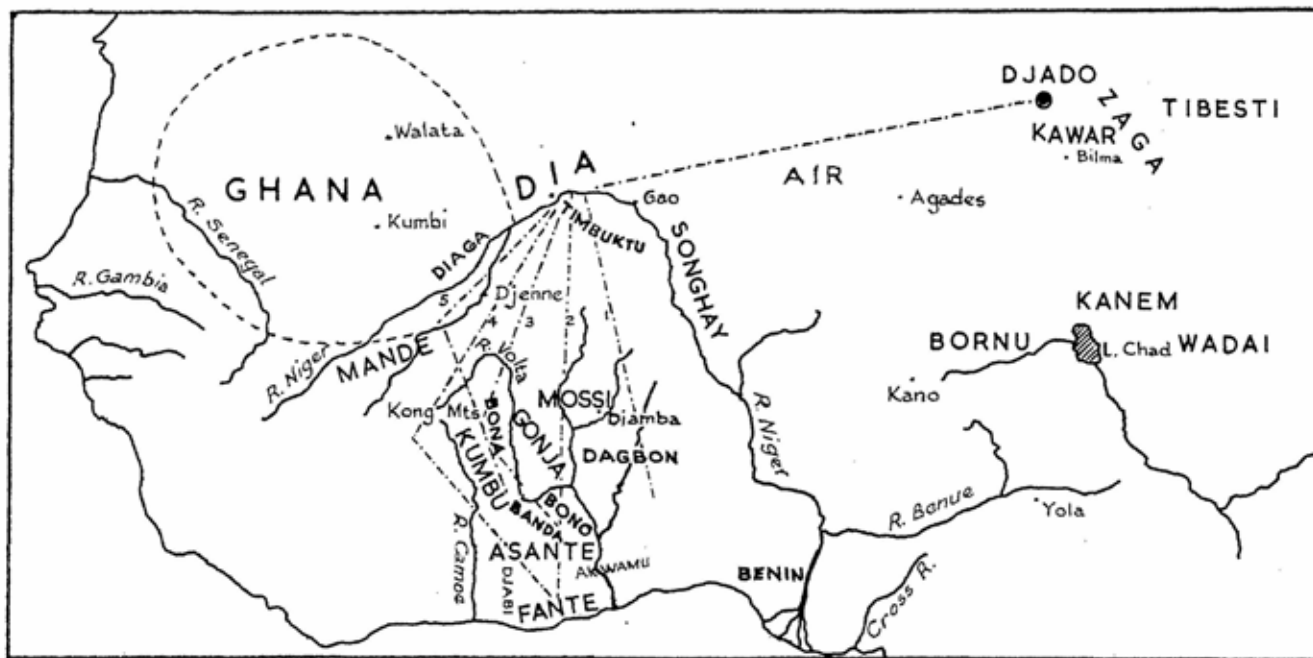 DJADO
ZAGA
TIBESTI
KAWAR
Bilma
Walata
AIR
DIA
GHANA
Agades
Gao
TIMBUKTU
Kumbi
R. Senegal
DIAGA
SONGHAY
R. Gambia
5
Djenne
4
3
2
1
KANEM
R. Volta
BORNU
L. Chad
WADAI
MANDE
R. Niger
Kano
MOSSI
Kong Mts
BONA
GONJA
Djamba
R. Niger
KUMBU
DAGBON
BONO
BANDA
R. Benue
Yola
R. Camoe
ASANTE
AKWAMU
DJABI
BENIN
FANTE
Cross R.